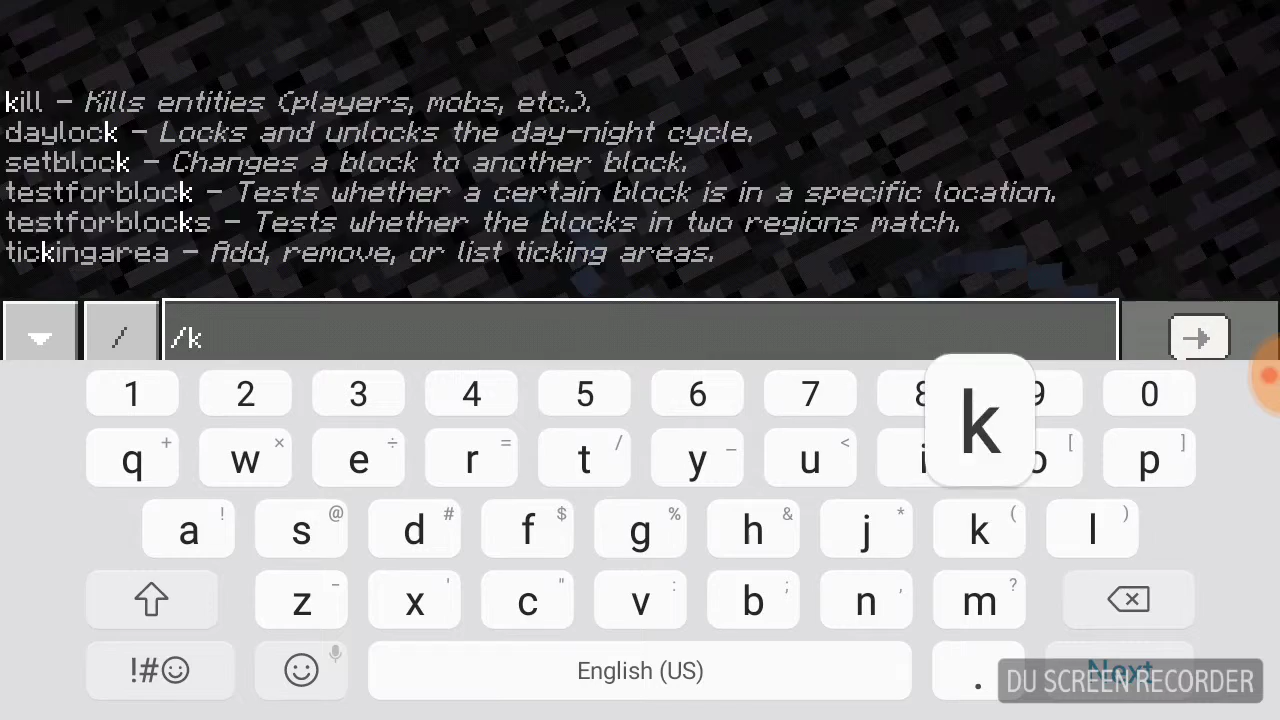 kill - Kills entities (players, mobs, etc.).
daylock - Locks and unlocks the day-night cycle.
setblock - Changes a block to another block.
testforblock - Tests whether a certain block is in a specific location.
testforblocks - Tests whether the blocks in two regions match.
tickingarea - Add, remove, or list ticking areas.
/ /k
k
1 2 3 4 5 6 7 8 9 0
q + w × e ÷ r = t / y _ u < i o [ p ]
a ! s @ d # f $ g % h & j * k ( l )
z - x ' c " v : b ; n , m ?
!#☺ English (US) . Next
DU SCREEN RECORDER